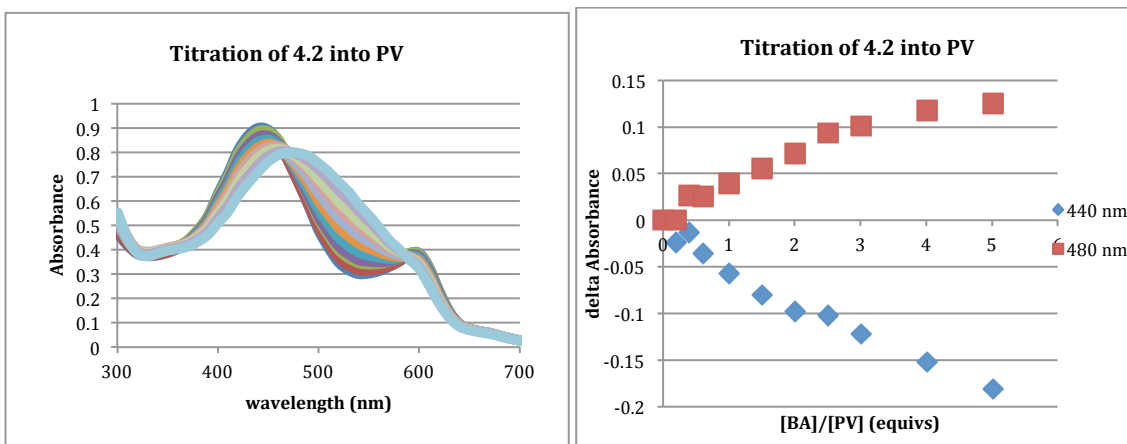 Titration of 4.2 into PV
Absorbance
1
0.9
0.8
0.7
0.6
0.5
0.4
0.3
0.2
0.1
0
300 400 500 600 700
wavelength (nm)
Titration of 4.2 into PV
delta Absorbance
0.15
0.1
0.05
0
-0.05
-0.1
-0.15
-0.2
0 1 2 3 4 5 6
[BA]/[PV] (equivs)
440 nm
480 nm